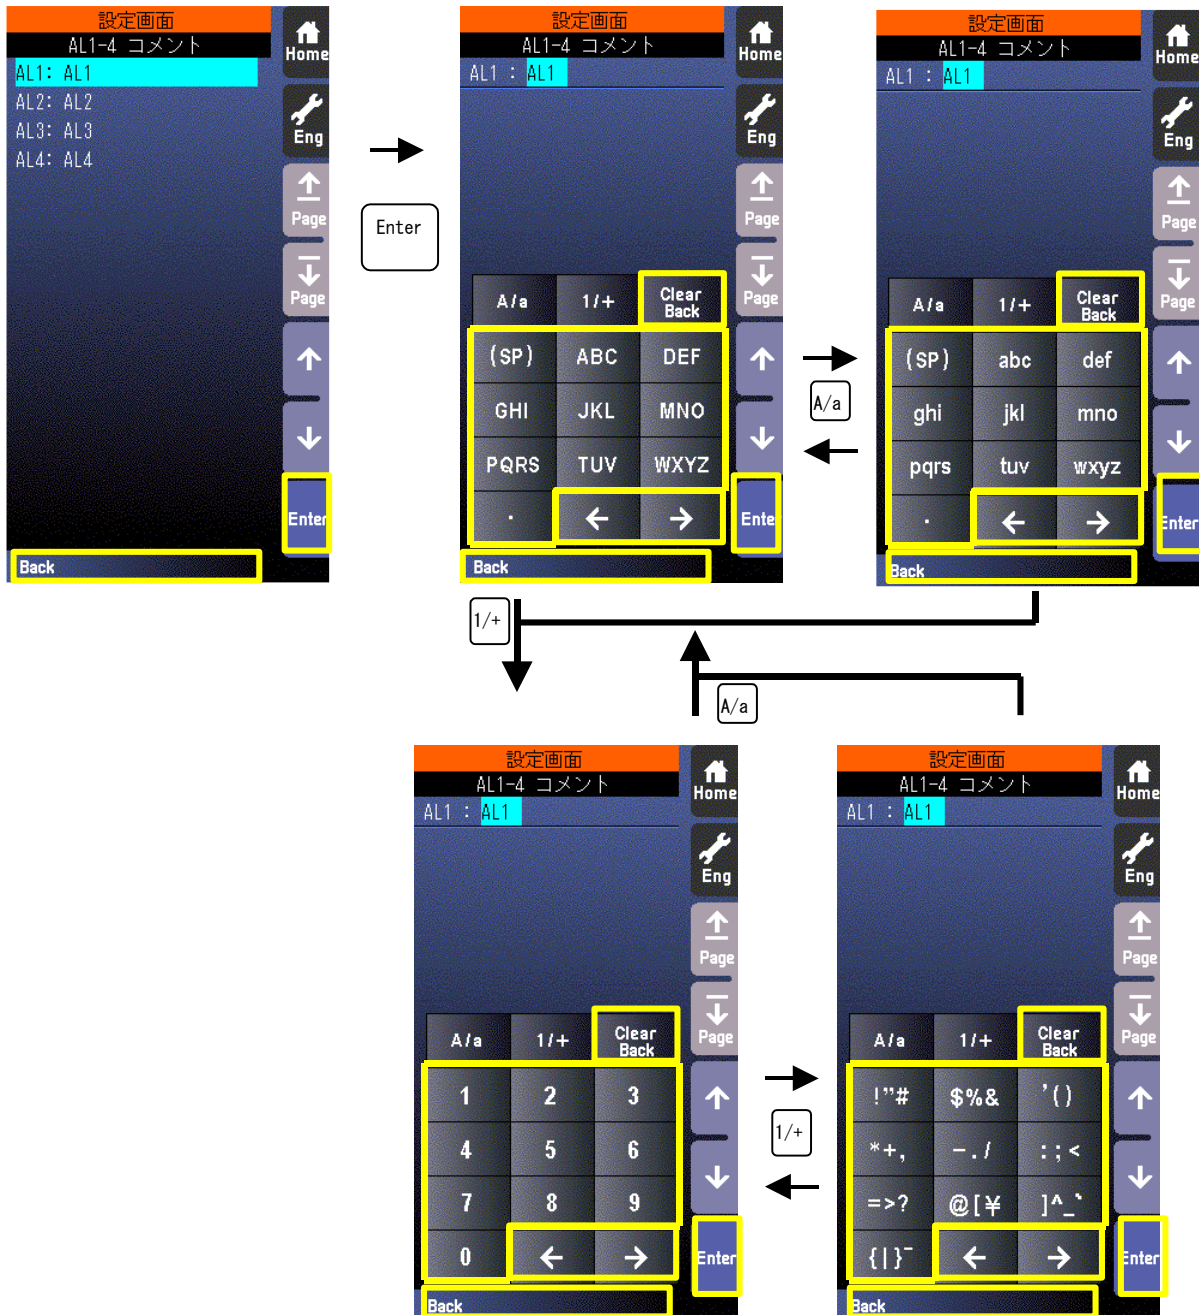 設定画面
AL1-4 コメント
AL1: AL1
AL2: AL2
AL3: AL3
AL4: AL4
Home
Eng
Page
Page
Enter
Back
Enter
設定画面
AL1-4 コメント
AL1 : AL1
Home
Eng
Page
Page
A/a 1/+ Clear Back
(SP) ABC DEF
GHI JKL MNO
PQRS TUV WXYZ
. ← →
Enter
Back
A/a
設定画面
AL1-4 コメント
AL1 : AL1
Home
Eng
Page
Page
A/a 1/+ Clear Back
(SP) abc def
ghi jkl mno
pqrs tuv wxyz
. ← →
Enter
Back
1/+
A/a
設定画面
AL1-4 コメント
AL1 : AL1
Home
Eng
Page
Page
A/a 1/+ Clear Back
1 2 3
4 5 6
7 8 9
0 ← →
Enter
Back
1/+
設定画面
AL1-4 コメント
AL1 : AL1
Home
Eng
Page
Page
A/a 1/+ Clear Back
!"# $%& '()
*+, -./ :;<
=>? @[¥ ]^_`
{|}‾ ← →
Enter
Back